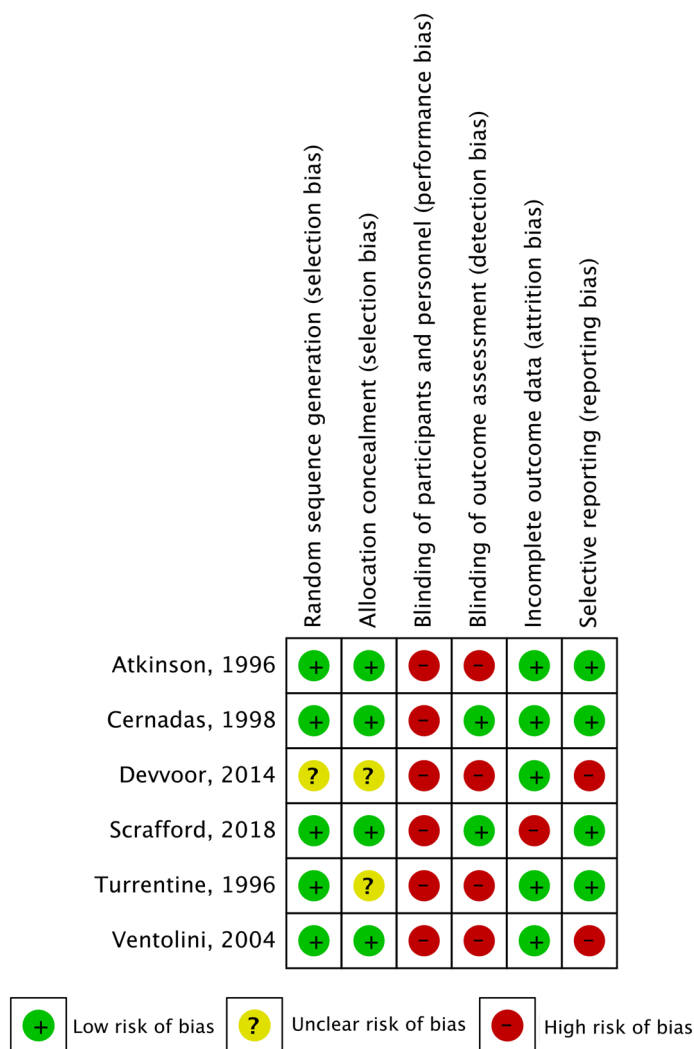 Random sequence generation (selection bias)
Allocation concealment (selection bias)
Blinding of participants and personnel (performance bias)
Blinding of outcome assessment (detection bias)
Incomplete outcome data (attrition bias)
Selective reporting (reporting bias)
Atkinson, 1996 + + - - + +
Cernadas, 1998 + + - + + +
Devvoor, 2014 ? ? - - + -
Scrafford, 2018 + + - + - +
Turrentine, 1996 + ? - - + +
Ventolini, 2004 + + - - + -
+ Low risk of bias ? Unclear risk of bias - High risk of bias